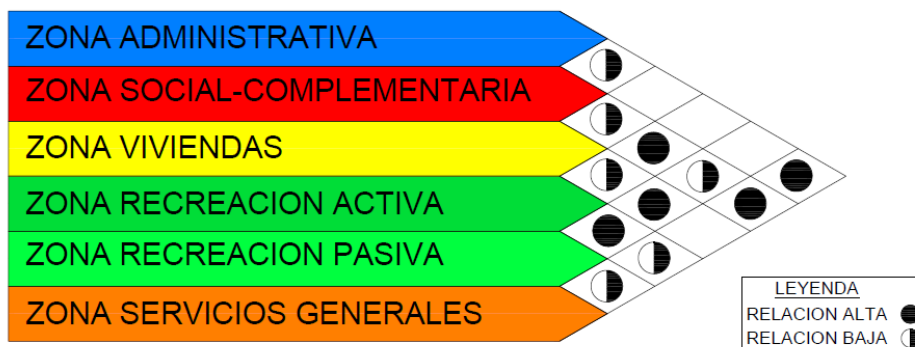 ZONA ADMINISTRATIVA
ZONA SOCIAL-COMPLEMENTARIA
ZONA VIVIENDAS
ZONA RECREACION ACTIVA
ZONA RECREACION PASIVA
ZONA SERVICIOS GENERALES
LEYENDA
RELACION ALTA
RELACION BAJA